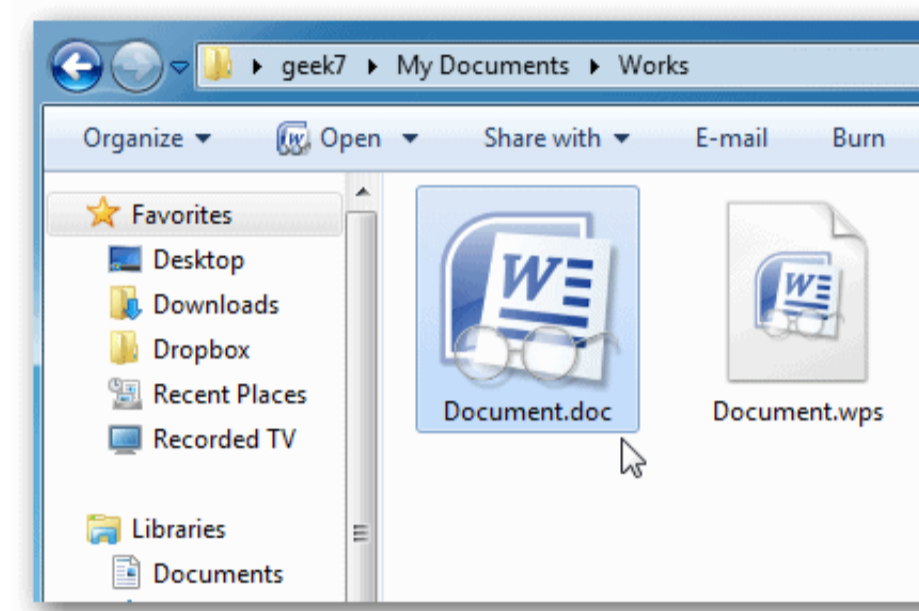 geek7 My Documents Works
Organize Open Share with E-mail Burn
Favorites
Desktop
Downloads
Dropbox
Recent Places
Recorded TV
Libraries
Documents
W
Document.doc
W
Document.wps